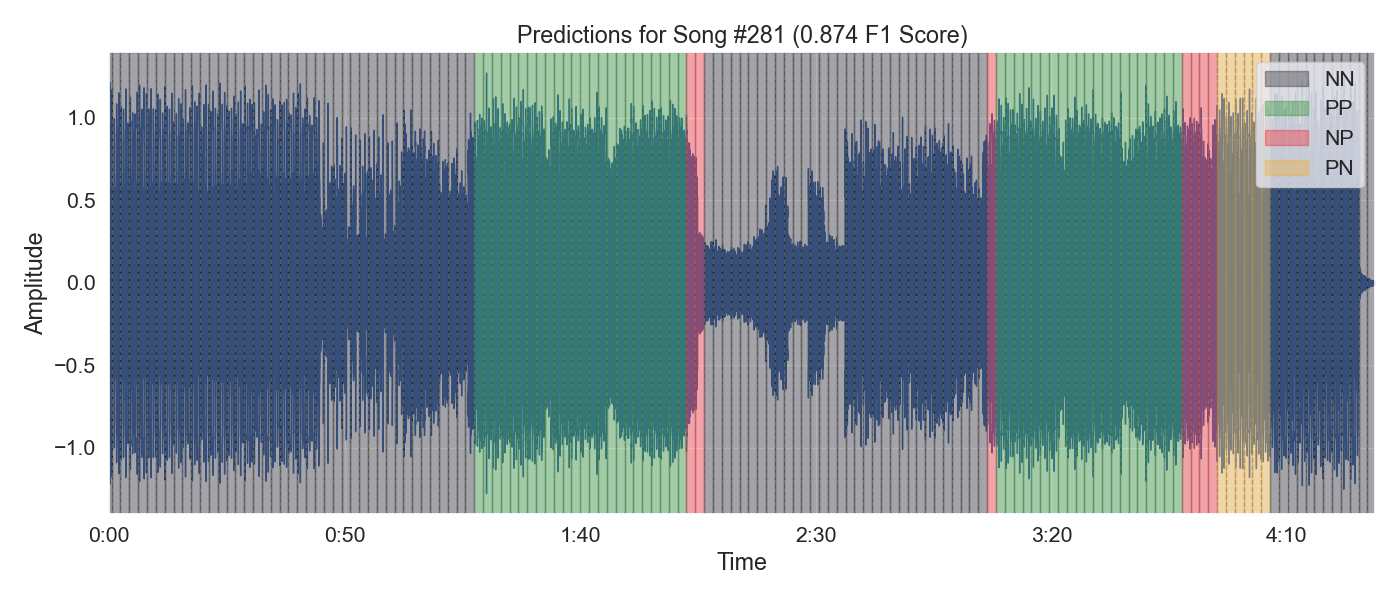 Predictions for Song #281 (0.874 F1 Score)
NN
PP
NP
PN
1.0
0.5
0.0
−0.5
−1.0
Amplitude
0:00 0:50 1:40 2:30 3:20 4:10
Time